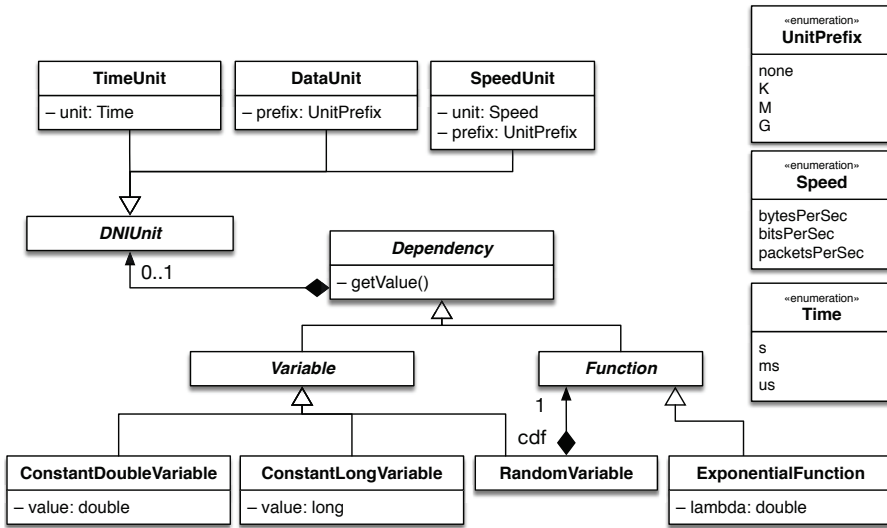 «enumeration»
UnitPrefix
none
K
M
G
TimeUnit
– unit: Time
DataUnit
– prefix: UnitPrefix
SpeedUnit
– unit: Speed
– prefix: UnitPrefix
«enumeration»
Speed
bytesPerSec
bitsPerSec
packetsPerSec
DNIUnit
0..1
Dependency
– getValue()
«enumeration»
Time
s
ms
us
Variable
Function
1
cdf
ConstantDoubleVariable
– value: double
ConstantLongVariable
– value: long
RandomVariable
ExponentialFunction
– lambda: double